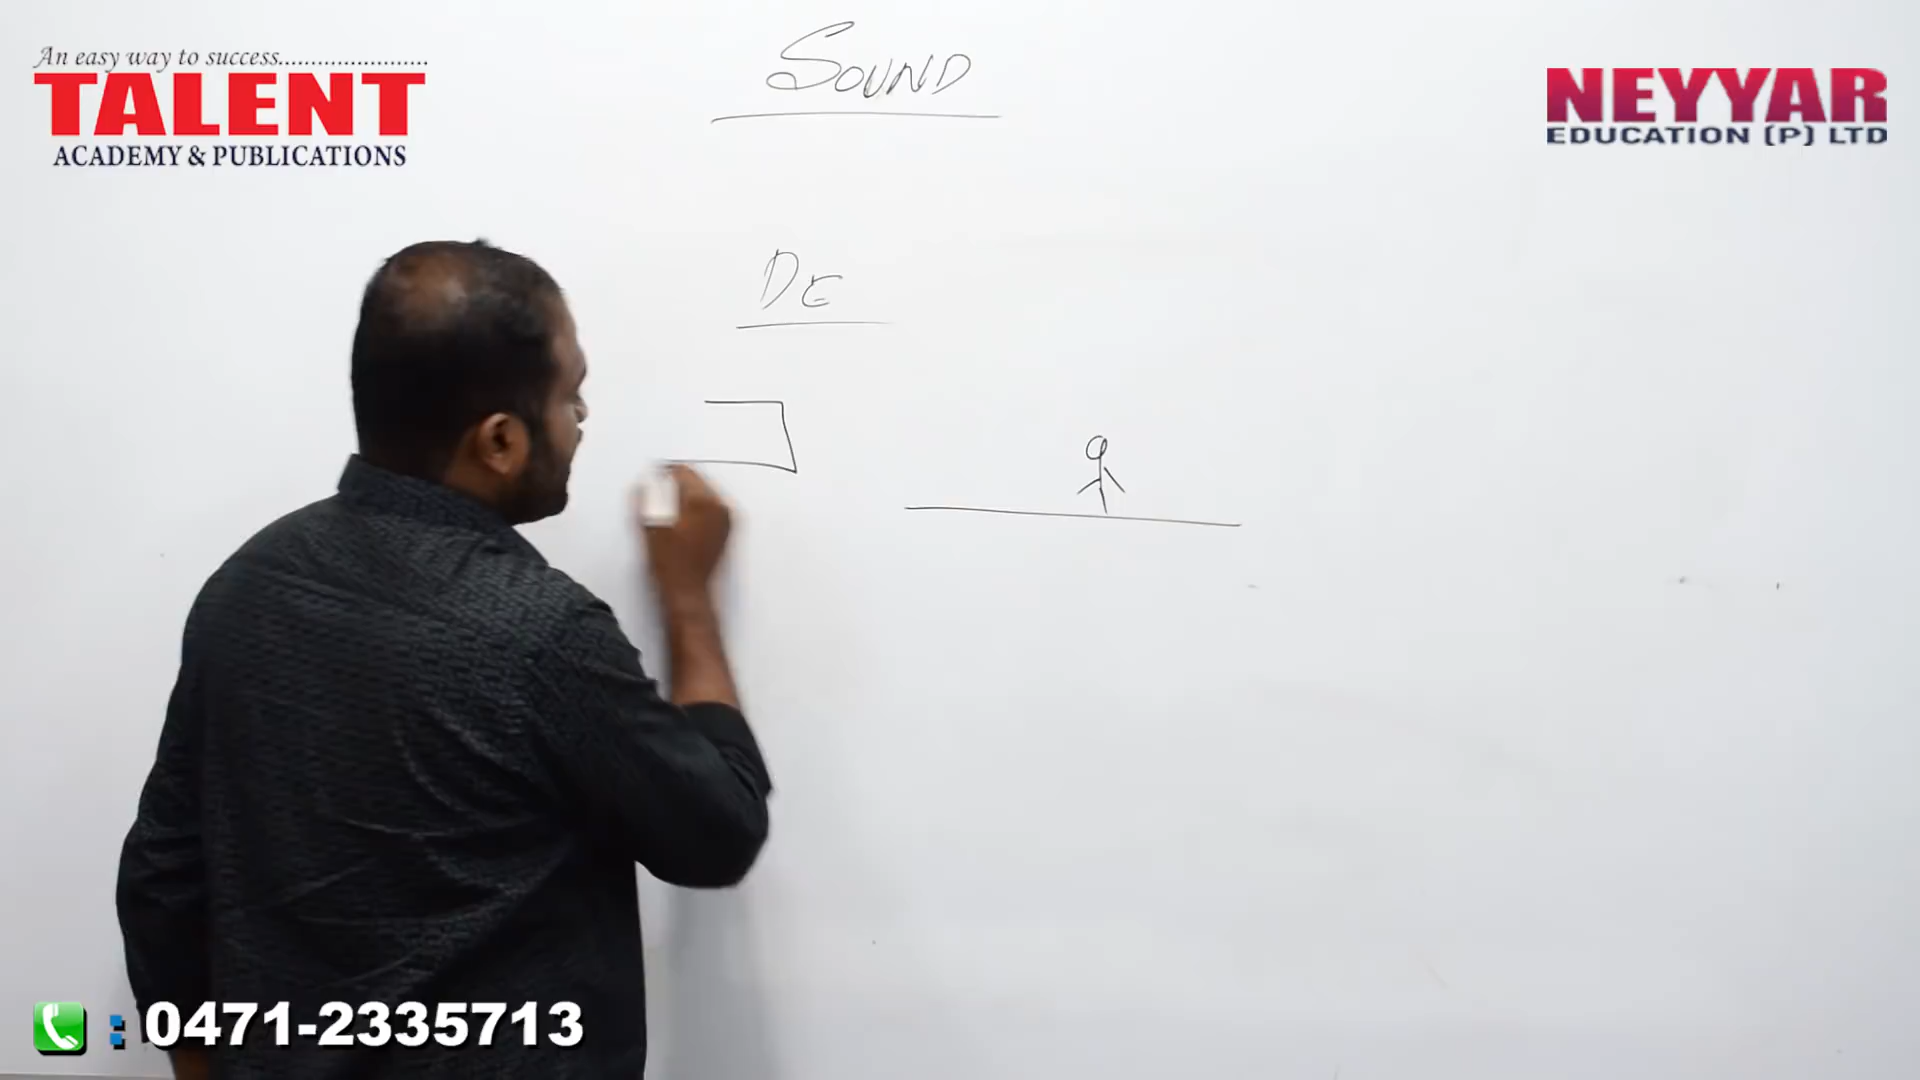 An easy way to success.......................
TALENT
ACADEMY & PUBLICATIONS
SOUND
NEYYAR
EDUCATION (P) LTD
DE
: 0471-2335713